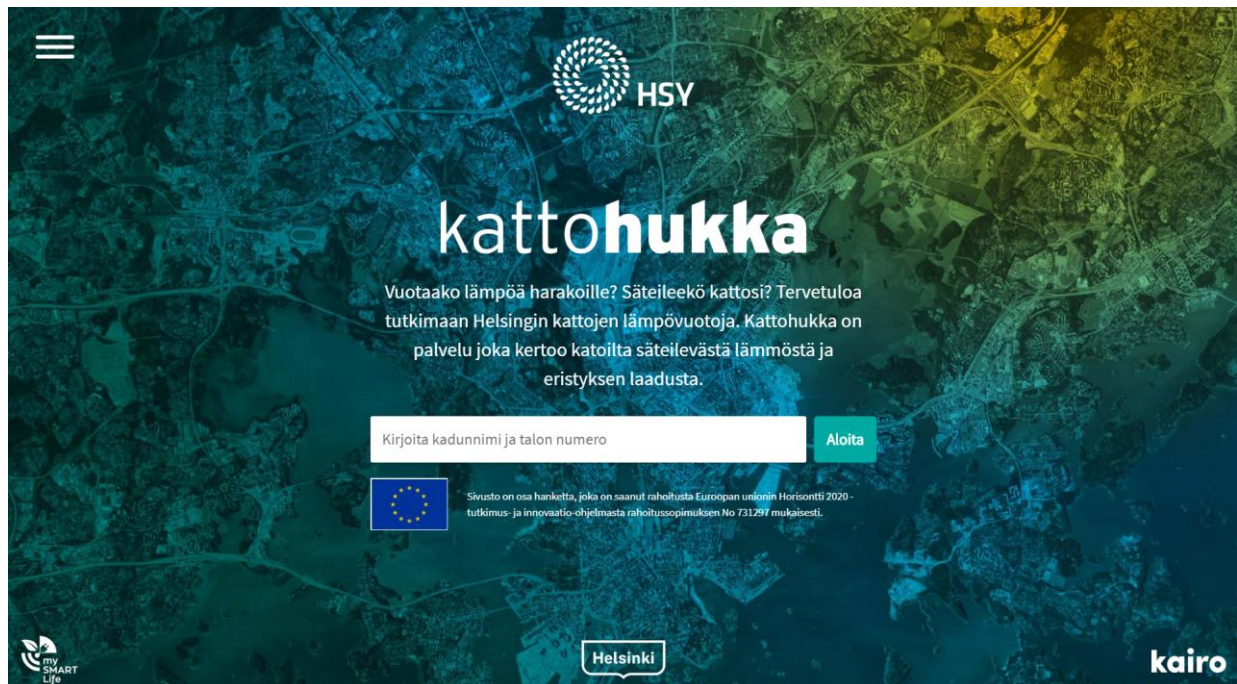 HSY
kattohukka
Vuotaako lämpöä harakoille? Säteileekö kattosi? Tervetuloa
tutkimaan Helsingin kattojen lämpövuotoja. Kattohukka on
palvelu joka kertoo katoilta säteilevästä lämmöstä ja
eristyksen laadusta.
Kirjoita kadunnimi ja talon numero
Aloita
Sivusto on osa hanketta, joka on saanut rahoitusta Euroopan unionin Horisontti 2020 -
tutkimus- ja innovaatio-ohjelmasta rahoitussopimuksen No 731297 mukaisesti.
my
SMART
Life
Helsinki
kairo